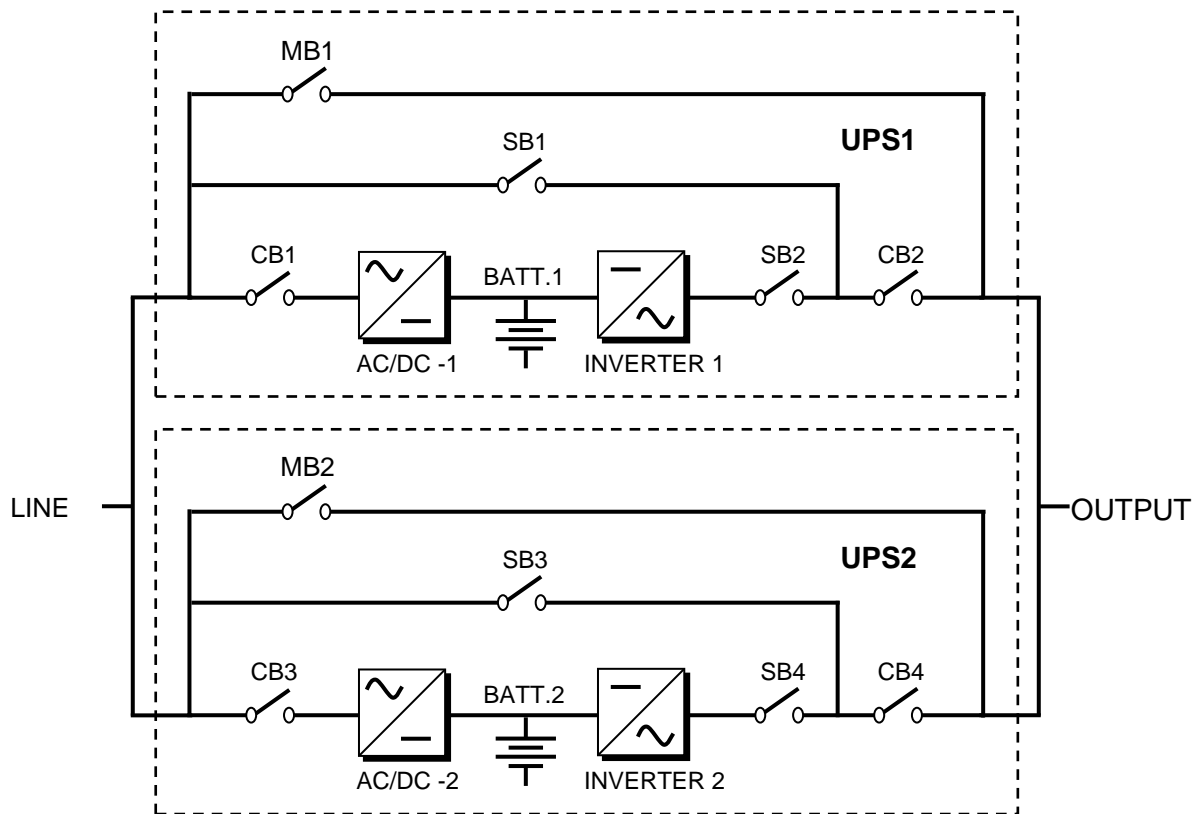 MB1
SB1
UPS1
CB1
BATT.1
SB2
CB2
AC/DC -1
INVERTER 1
LINE
OUTPUT
MB2
SB3
UPS2
CB3
BATT.2
SB4
CB4
AC/DC -2
INVERTER 2